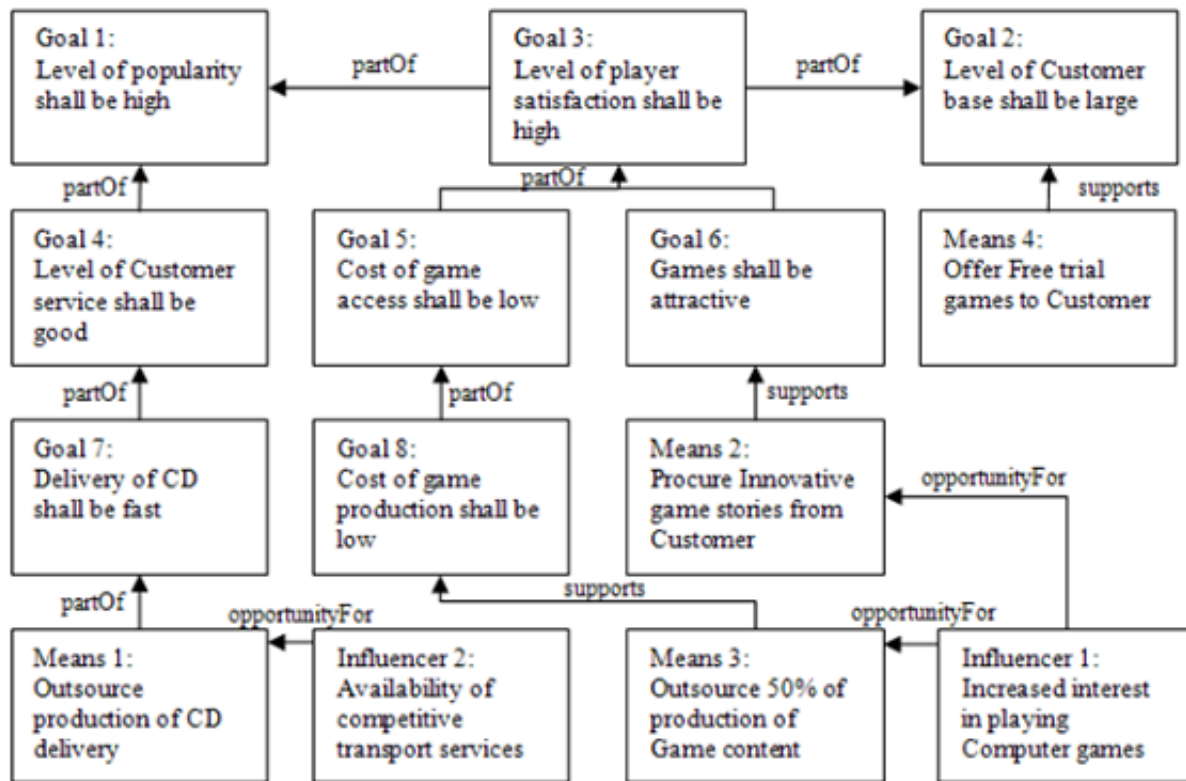 Goal 1:
Level of popularity
shall be high
partOf
Goal 3:
Level of player
satisfaction shall be
high
partOf
Goal 2:
Level of Customer
base shall be large
partOf
partOf
supports
Goal 4:
Level of Customer
service shall be
good
Goal 5:
Cost of game
access shall be low
Goal 6:
Games shall be
attractive
Means 4:
Offer Free trial
games to Customer
partOf
partOf
supports
Goal 7:
Delivery of CD
shall be fast
Goal 8:
Cost of game
production shall be
low
Means 2:
Procure Innovative
game stories from
Customer
opportunityFor
partOf
opportunityFor
supports
opportunityFor
Means 1:
Outsource
production of CD
delivery
Influencer 2:
Availability of
competitive
transport services
Means 3:
Outsource 50% of
production of
Game content
Influencer 1:
Increased interest
in playing
Computer games